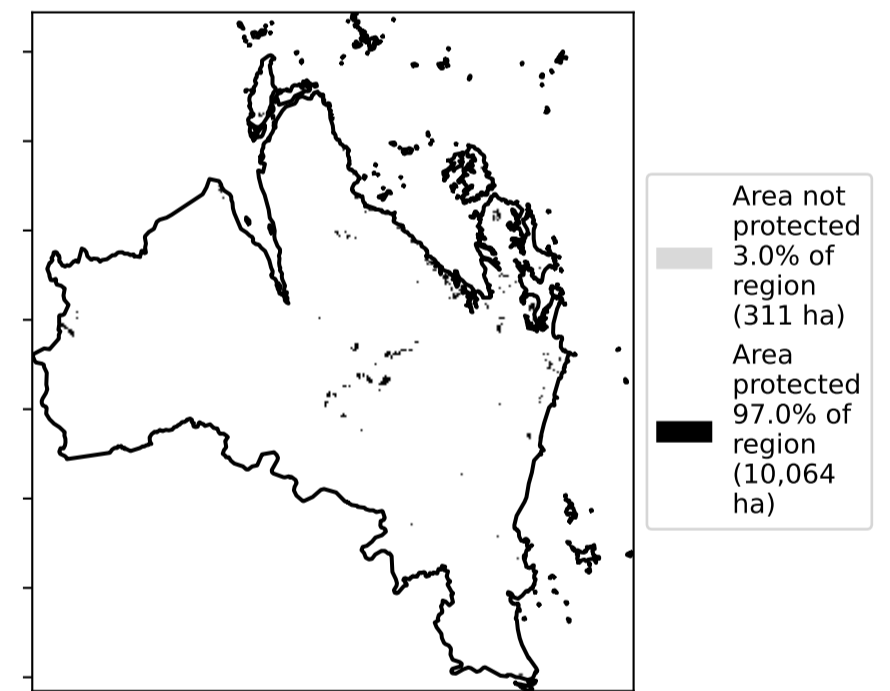 Area not
protected
3.0% of
region
(311 ha)
Area
protected
97.0% of
region
(10,064
ha)